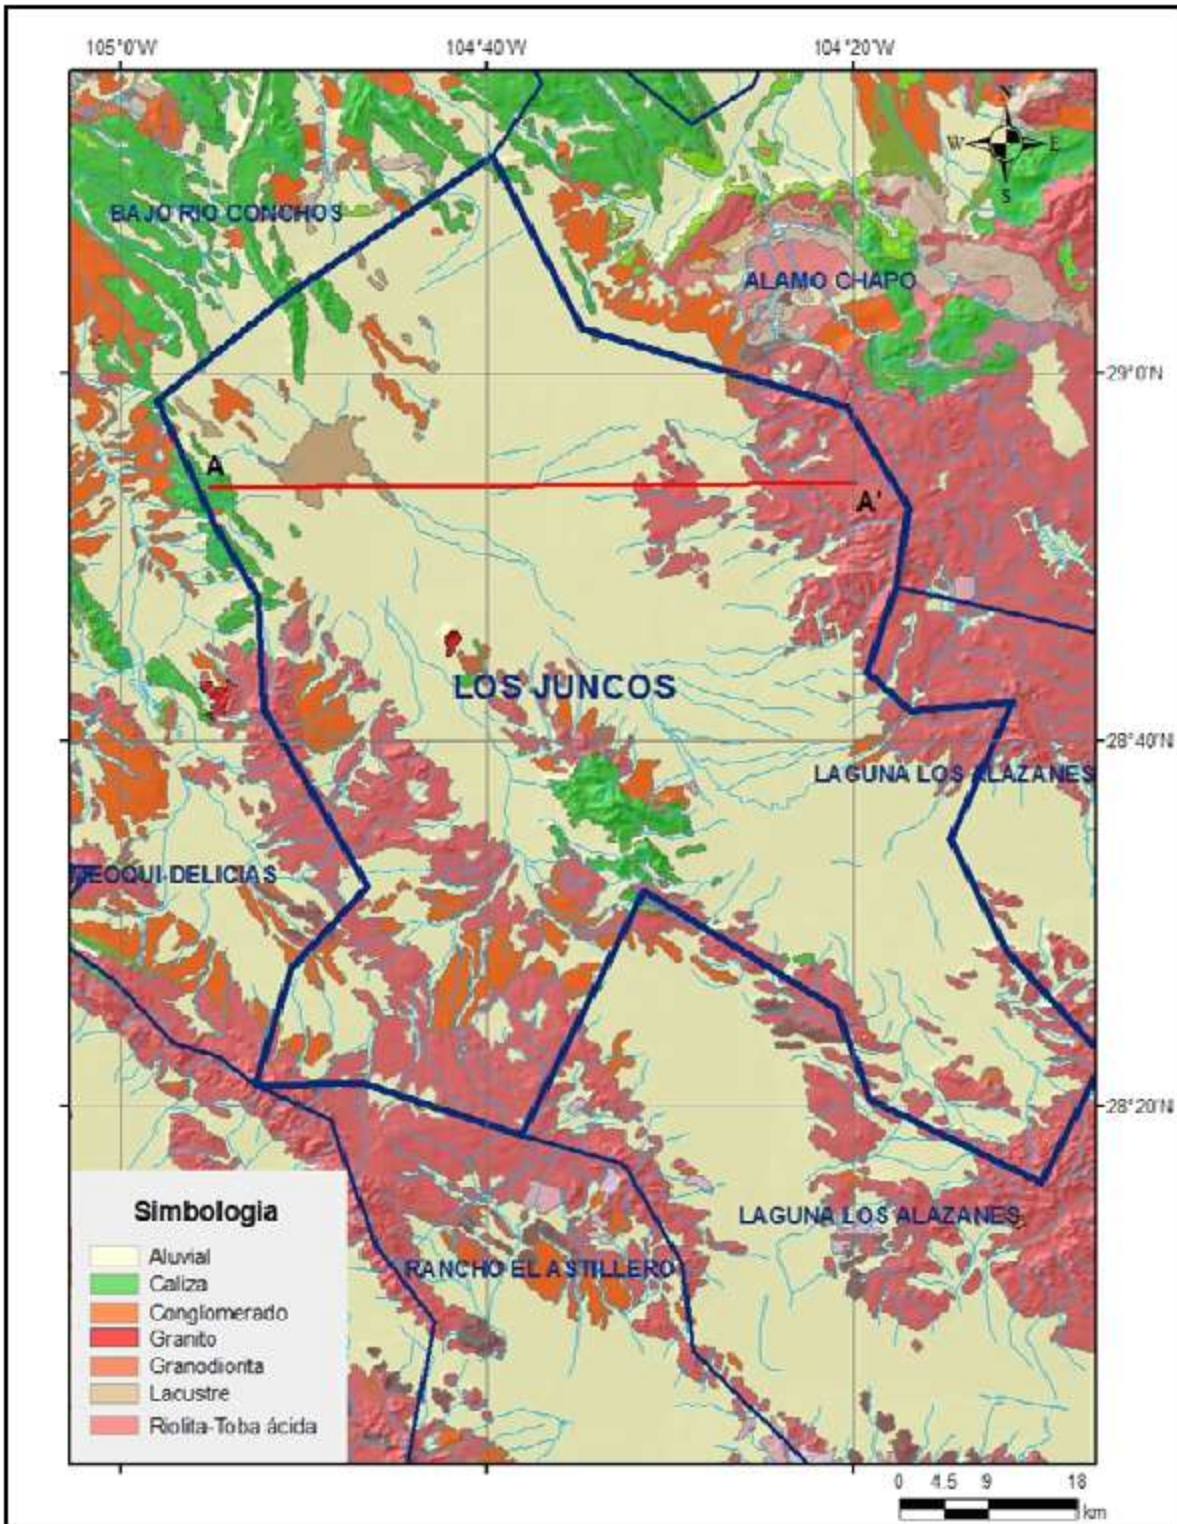 105°0'W 104°40'W 104°20'W
N
W E
S
BAJO RIO CONCHOS
ALAMO CHAPO
29°0'N
A
A'
LOS JUNCOS
28°40'N
LAGUNA LOS ALAZANES
MEOQUI-DELICIAS
28°20'N
LAGUNA LOS ALAZANES
RANCHO EL ASTILLERO
Simbologia
Aluvial
Caliza
Conglomerado
Granito
Granodiorita
Lacustre
Riolita-Toba ácida
0 4.5 9 18
km